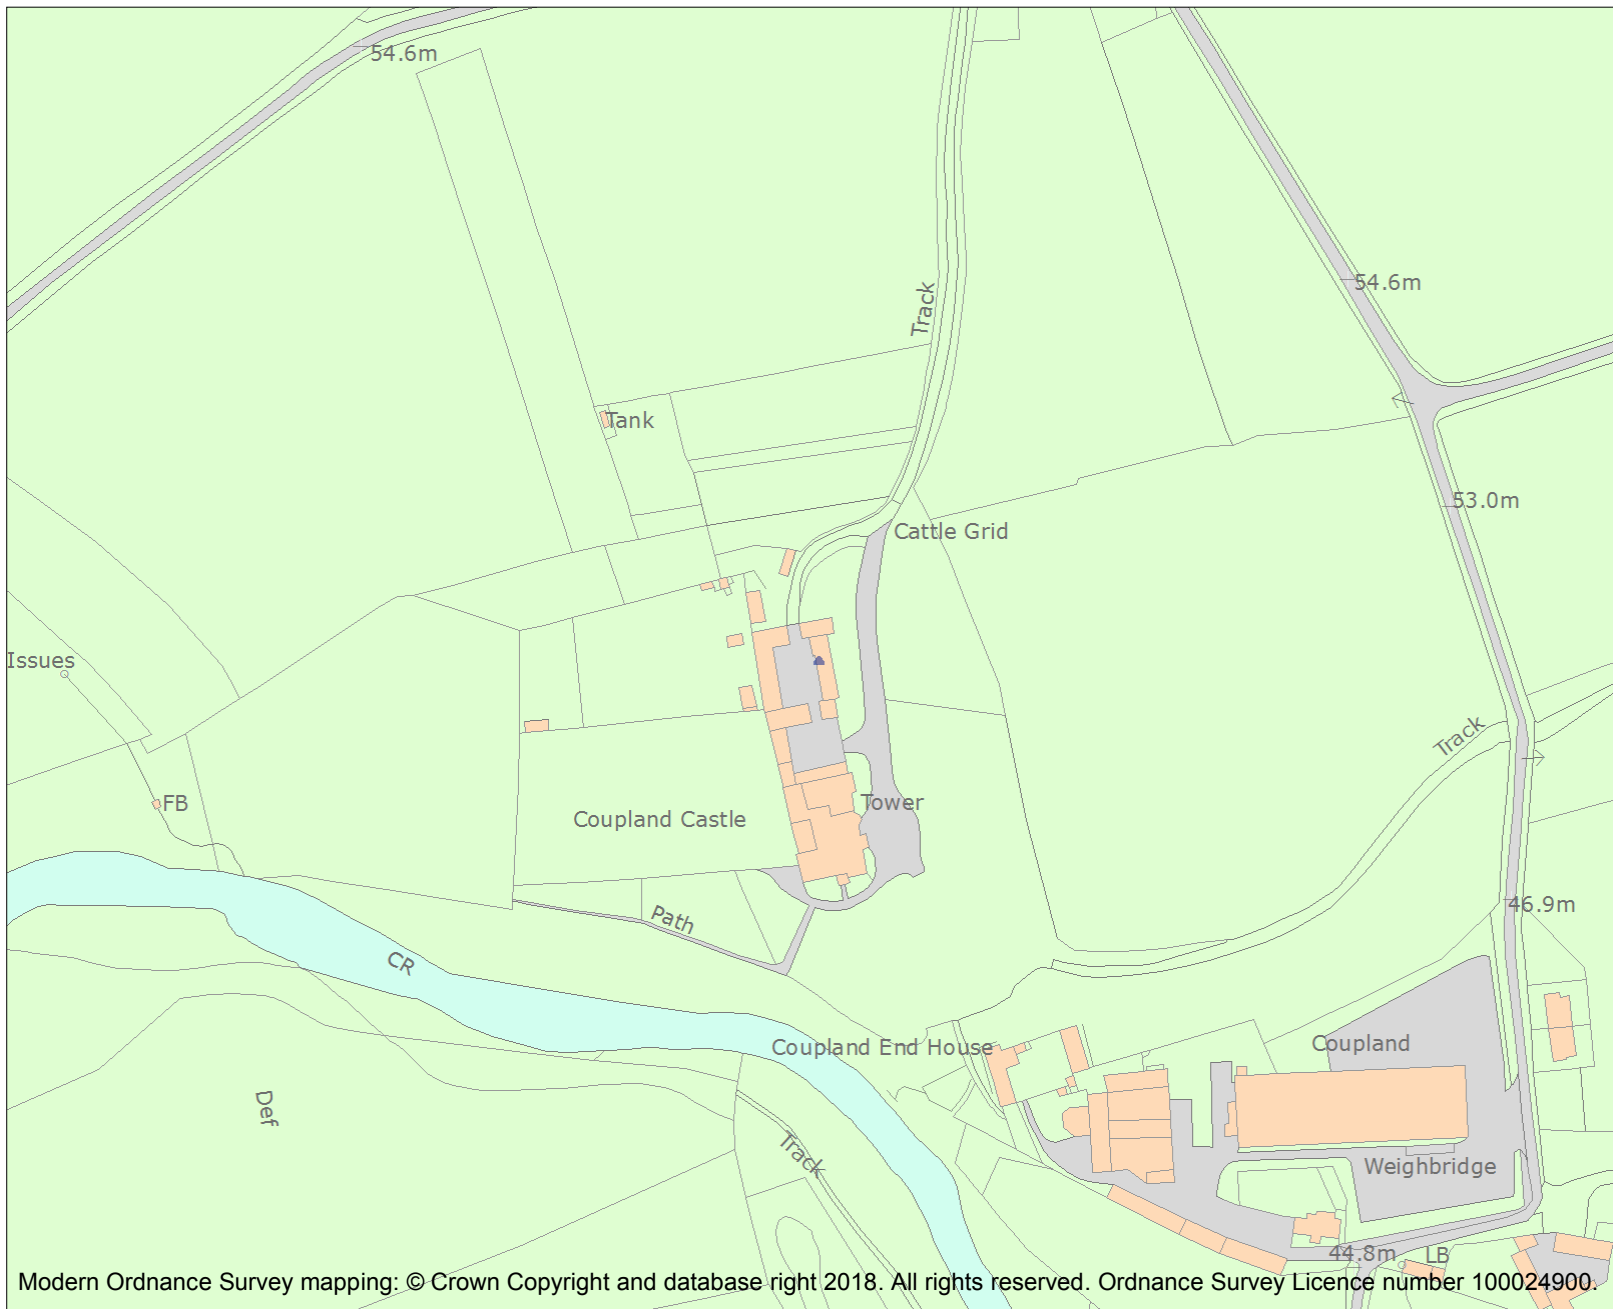 54.6m
Track
54.6m
Tank
53.0m
Cattle Grid
Issues
Track
FB
Tower
Coupland Castle
46.9m
Path
CR
Coupland End House
Coupland
Def
Track
Weighbridge
44.8m
LB
Modern Ordnance Survey mapping: © Crown Copyright and database right 2018. All rights reserved. Ordnance Survey Licence number 100024900.